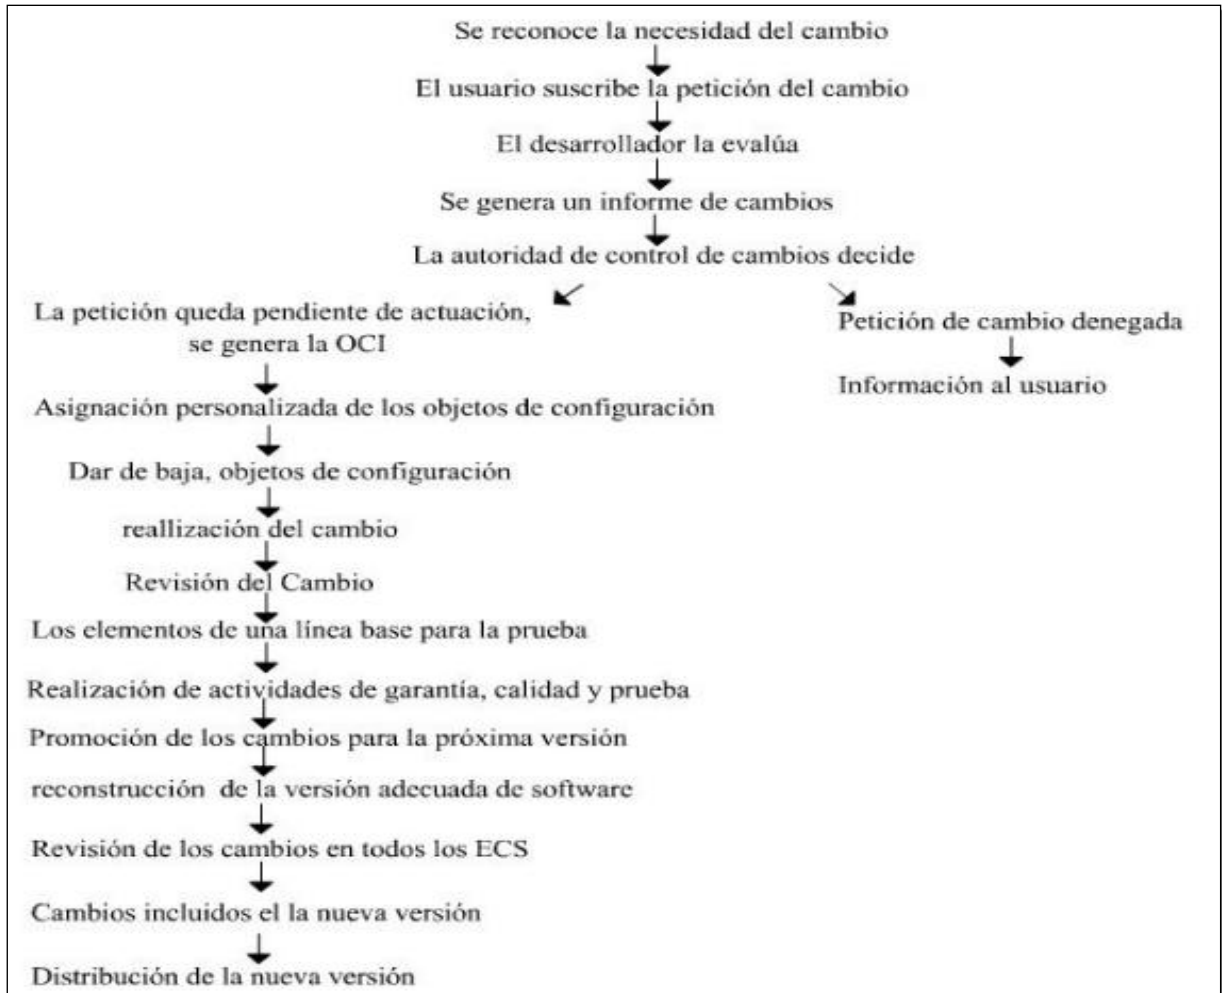 Se reconoce la necesidad del cambio
El usuario suscribe la petición del cambio
El desarrollador la evalúa
Se genera un informe de cambios
La autoridad de control de cambios decide
La petición queda pendiente de actuación,
se genera la OCI
Petición de cambio denegada
Información al usuario
Asignación personalizada de los objetos de configuración
Dar de baja, objetos de configuración
reallización del cambio
Revisión del Cambio
Los elementos de una línea base para la prueba
Realización de actividades de garantía, calidad y prueba
Promoción de los cambios para la próxima versión
reconstrucción de la versión adecuada de software
Revisión de los cambios en todos los ECS
Cambios incluidos el la nueva versión
Distribución de la nueva versión